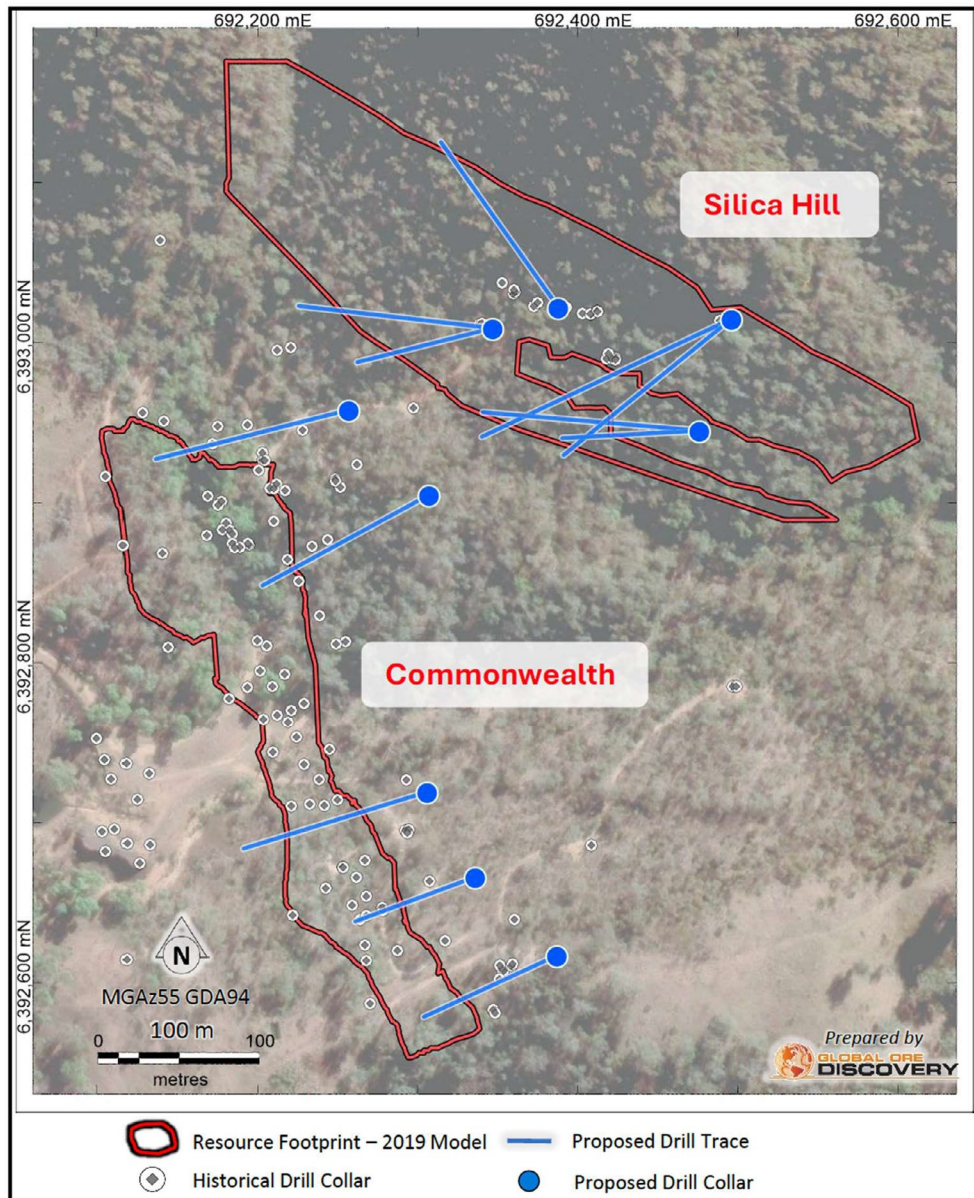 692,200 mE
692,400 mE
692,600 mE
Silica Hill
6,393,000 mN
6,392,800 mN
Commonwealth
6,392,600 mN
N
MGAz55 GDA94
100 m
0
100
metres
Prepared by
GLOBAL ORE
DISCOVERY
Resource Footprint – 2019 Model
Proposed Drill Trace
Historical Drill Collar
Proposed Drill Collar